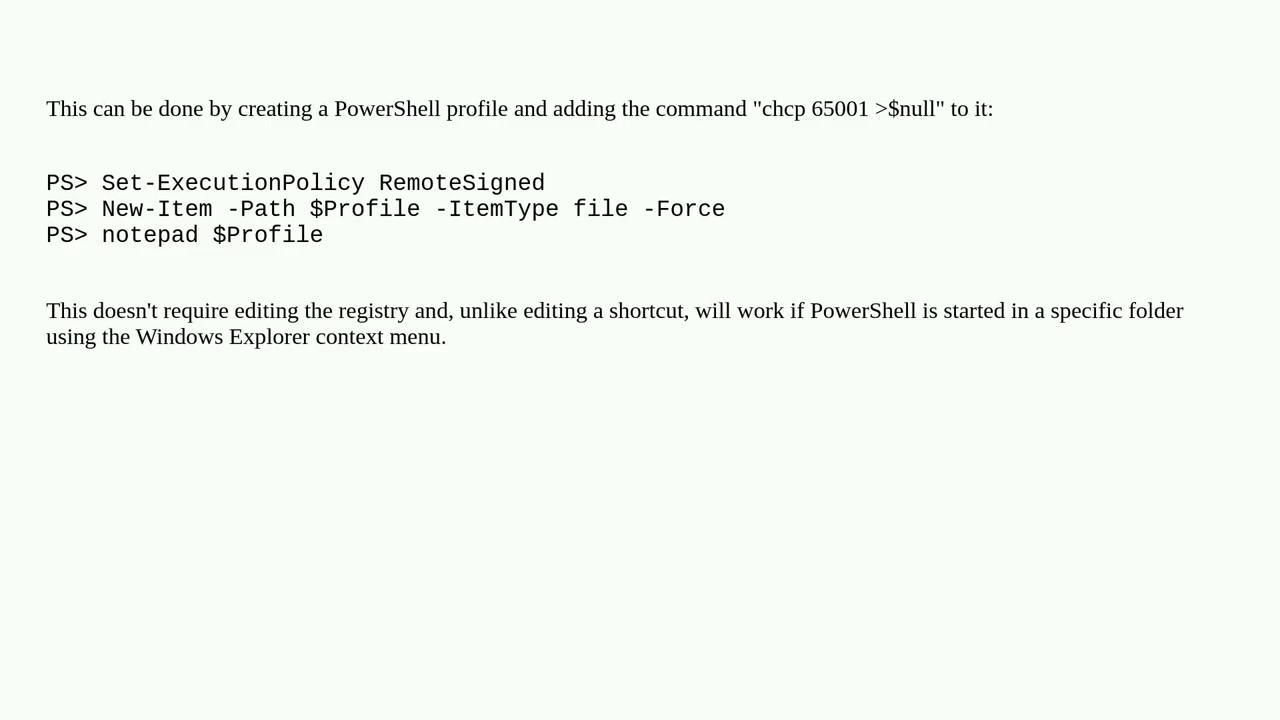 This can be done by creating a PowerShell profile and adding the command "chcp 65001 >$null" to it:
PS> Set-ExecutionPolicy RemoteSigned
PS> New-Item -Path $Profile -ItemType file -Force
PS> notepad $Profile
This doesn't require editing the registry and, unlike editing a shortcut, will work if PowerShell is started in a specific folder
using the Windows Explorer context menu.